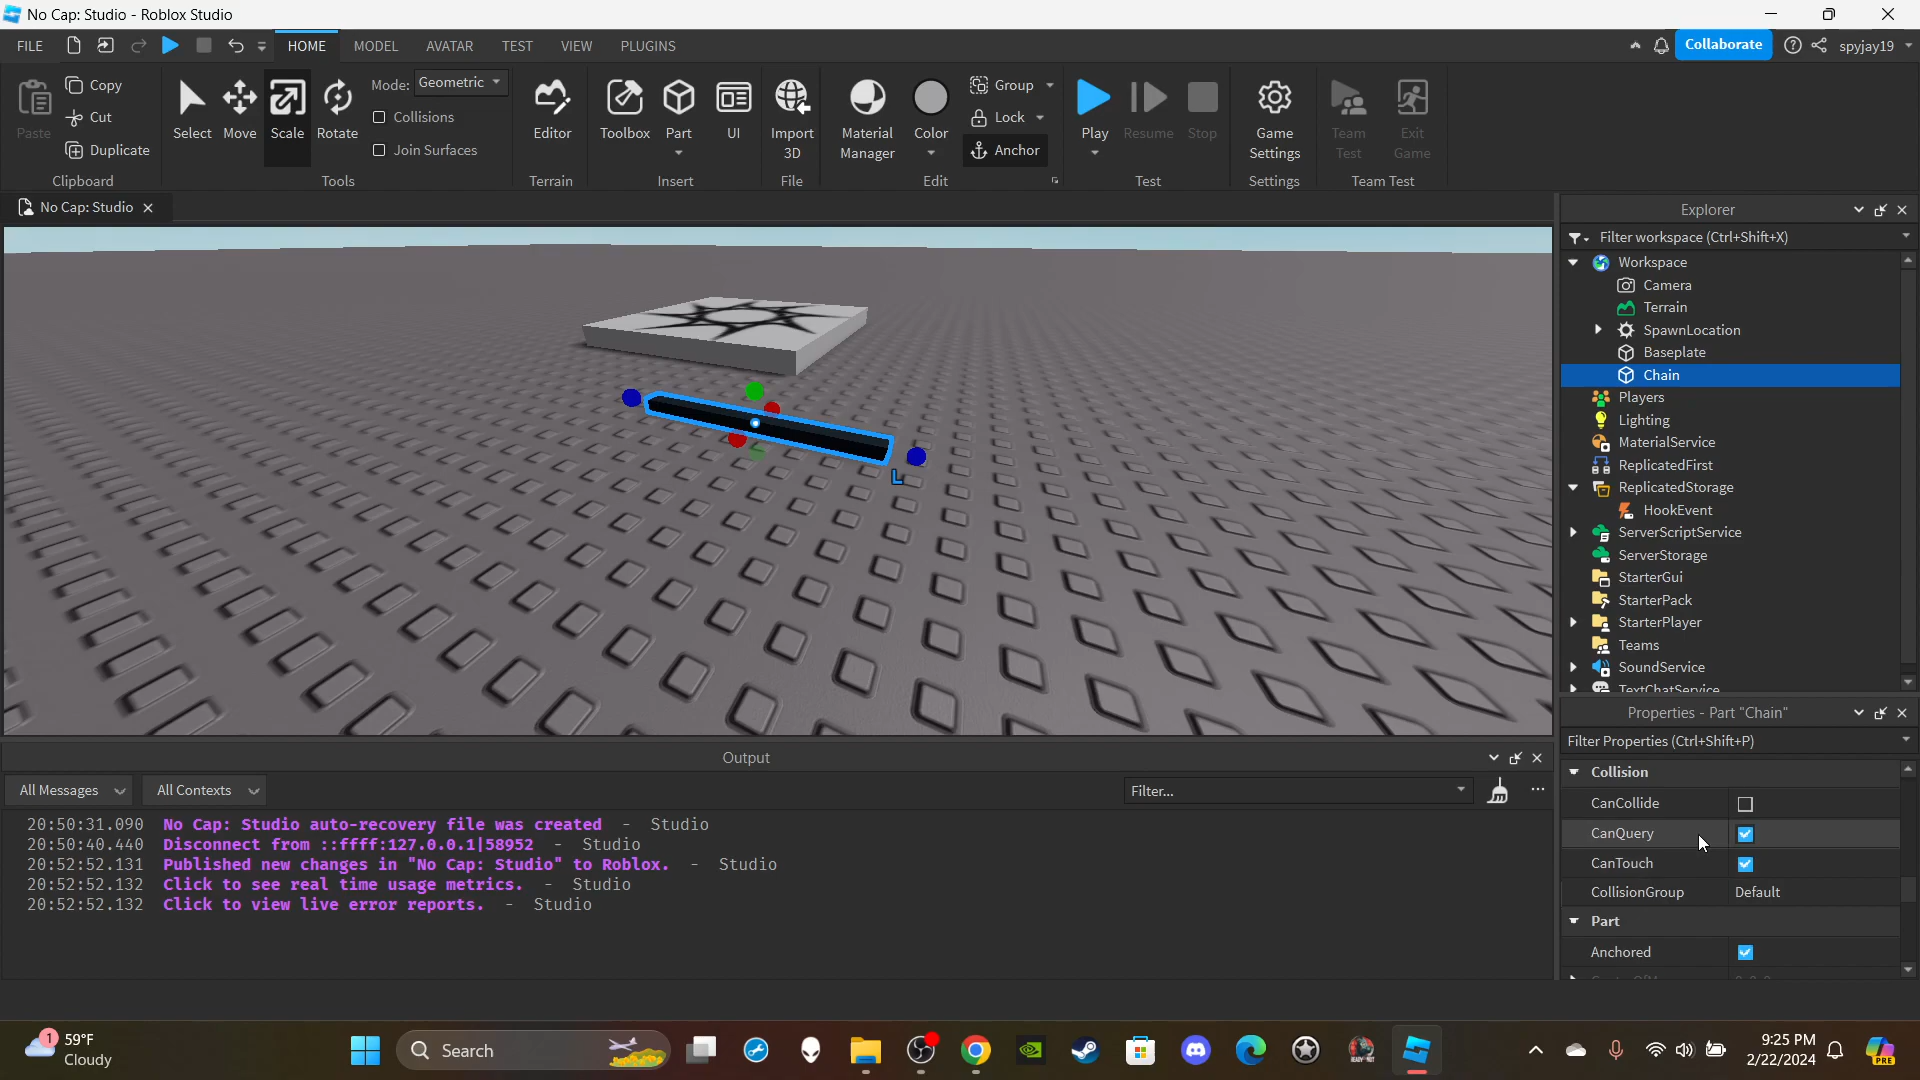 No Cap: Studio - Roblox Studio
FILE HOME MODEL AVATAR TEST VIEW PLUGINS Collaborate spyjay19
Paste Copy Cut Duplicate Clipboard
Select Move Scale Rotate Mode: Geometric Collisions Join Surfaces Tools
Editor Terrain
Toolbox Part UI Insert
Import 3D File
Material Manager Color Group Lock Anchor Edit
Play Resume Stop Test
Game Settings Settings
Team Test Exit Game Team Test
No Cap: Studio
L
Explorer
Filter workspace (Ctrl+Shift+X)
Workspace
Camera
Terrain
SpawnLocation
Baseplate
Chain
Players
Lighting
MaterialService
ReplicatedFirst
ReplicatedStorage
HookEvent
ServerScriptService
ServerStorage
StarterGui
StarterPack
StarterPlayer
Teams
SoundService
TextChatService
Properties - Part "Chain"
Filter Properties (Ctrl+Shift+P)
Collision
CanCollide
CanQuery
CanTouch
CollisionGroup Default
Part
Anchored
Output
All Messages All Contexts Filter...
20:50:31.090 No Cap: Studio auto-recovery file was created - Studio
20:50:40.440 Disconnect from ::ffff:127.0.0.1|58952 - Studio
20:52:52.131 Published new changes in "No Cap: Studio" to Roblox. - Studio
20:52:52.132 Click to see real time usage metrics. - Studio
20:52:52.132 Click to view live error reports. - Studio
1
59°F
Cloudy
Search
9:25 PM
2/22/2024
PRE